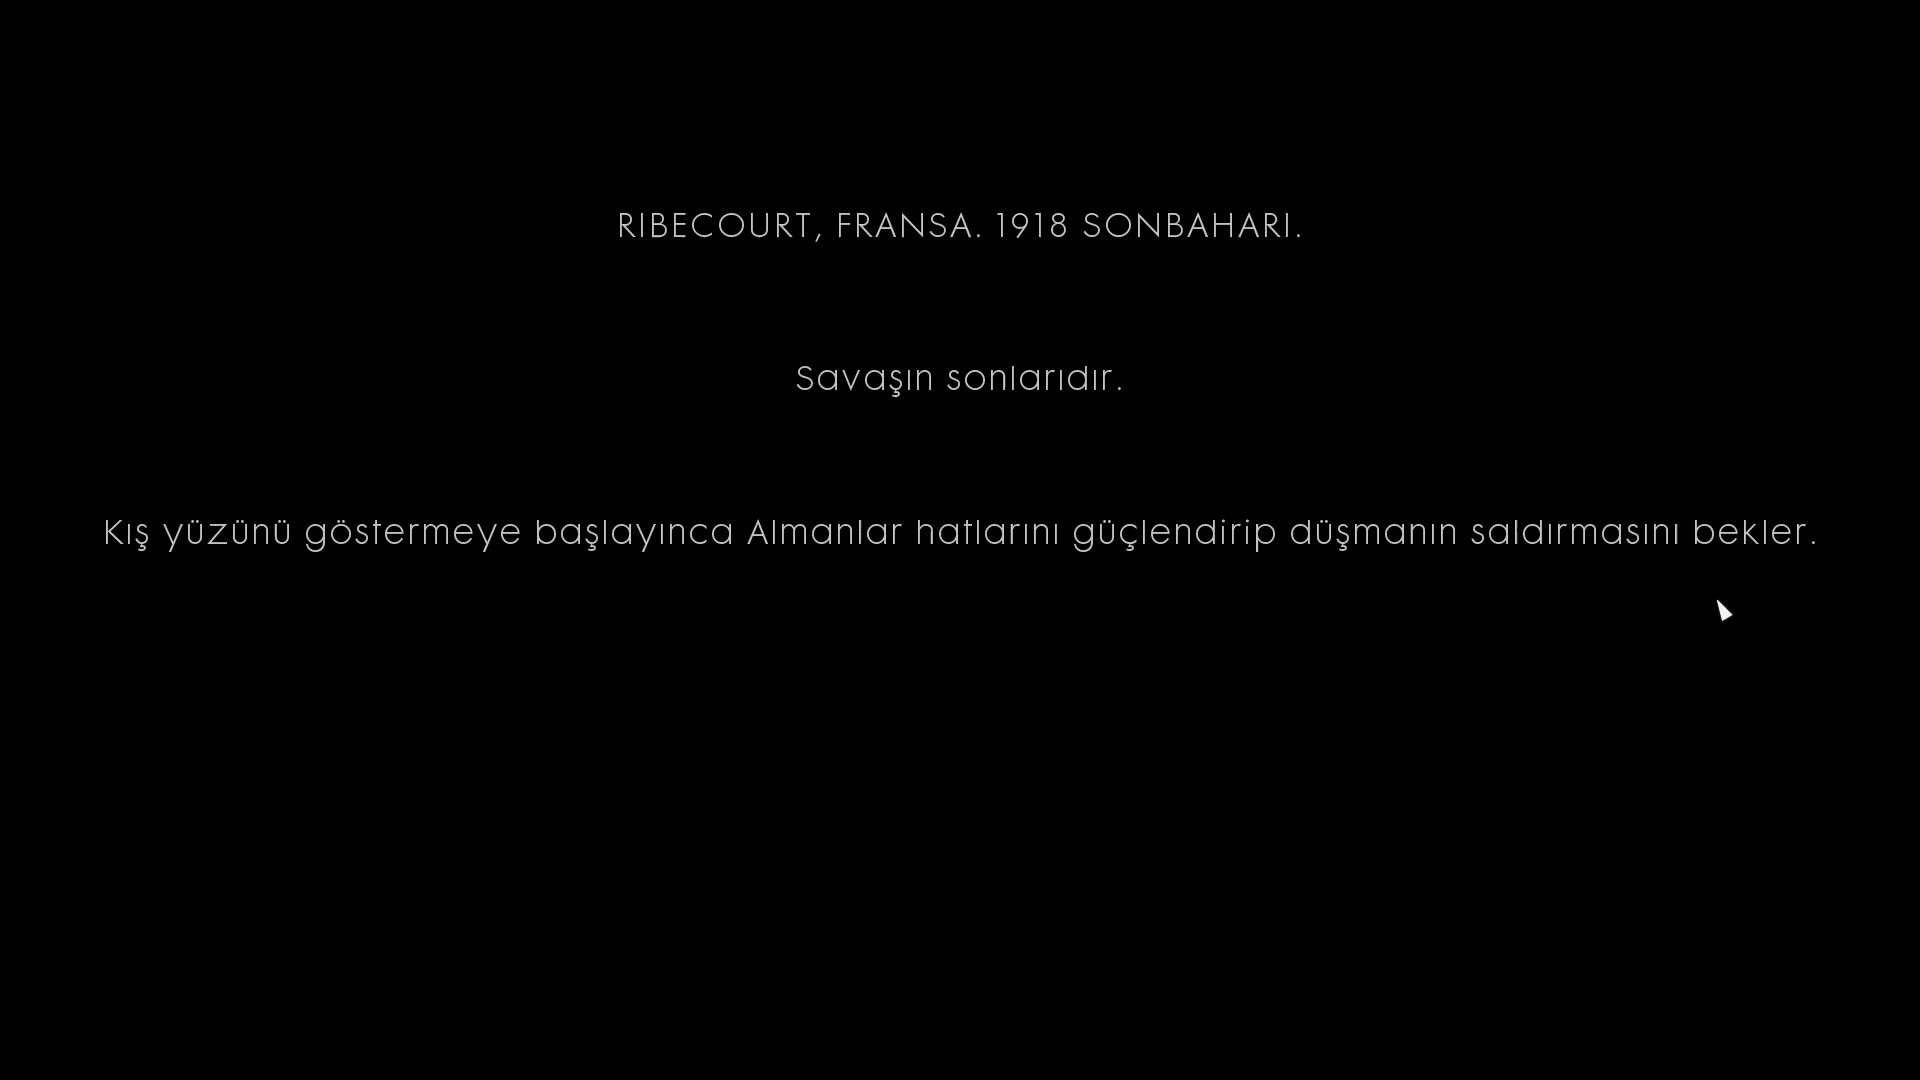 RIBECOURT, FRANSA. 1918 SONBAHARI.
Savaşın sonlarıdır.
Kış yüzünü göstermeye başlayınca Almanlar hatlarını güçlendirip düşmanın saldırmasını bekler.